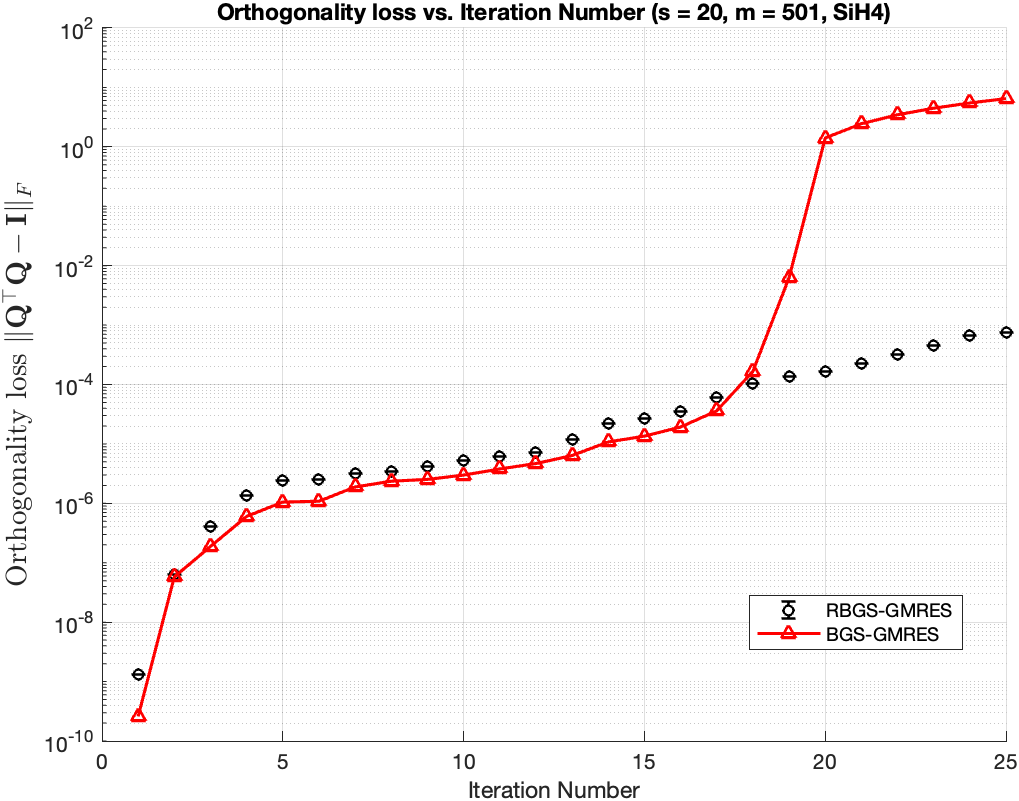 Orthogonality loss vs. Iteration Number (s = 20, m = 501, SiH4)
Orthogonality loss ||Q⊤Q − I||_F
10^2
10^0
10^-2
10^-4
10^-6
10^-8
10^-10
0 5 10 15 20 25
Iteration Number
RBGS-GMRES
BGS-GMRES